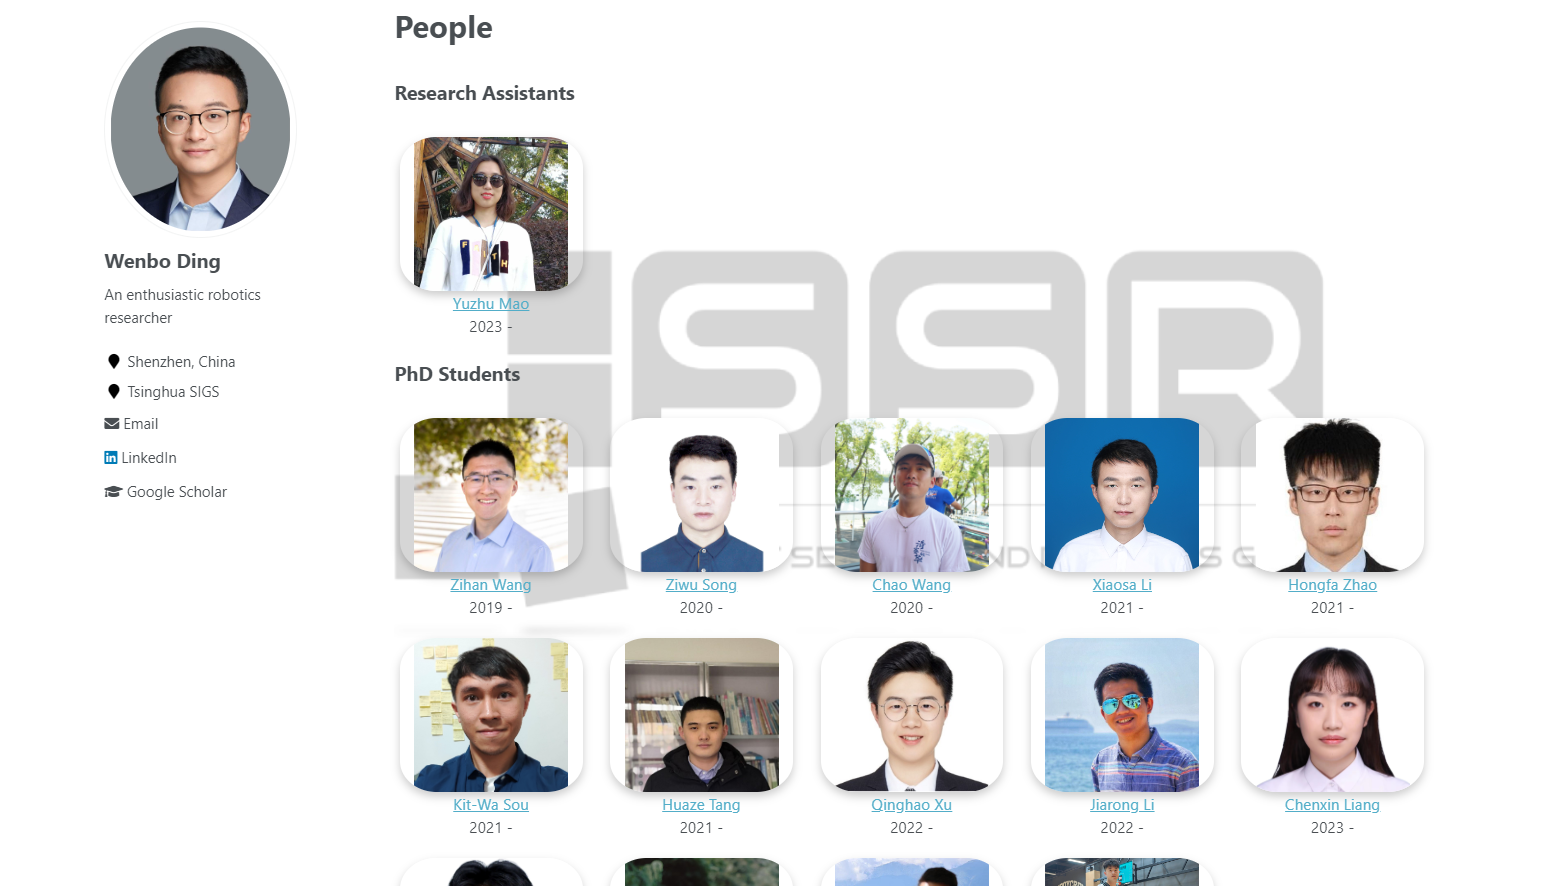 People
Research Assistants
Yuzhu Mao
2023 -
Wenbo Ding
An enthusiastic robotics
researcher
Shenzhen, China
Tsinghua SIGS
Email
LinkedIn
Google Scholar
iSSR
PhD Students
Zihan Wang
2019 -
Ziwu Song
2020 -
Chao Wang
2020 -
Xiaosa Li
2021 -
Hongfa Zhao
2021 -
Kit-Wa Sou
2021 -
Huaze Tang
2021 -
Qinghao Xu
2022 -
Jiarong Li
2022 -
Chenxin Liang
2023 -